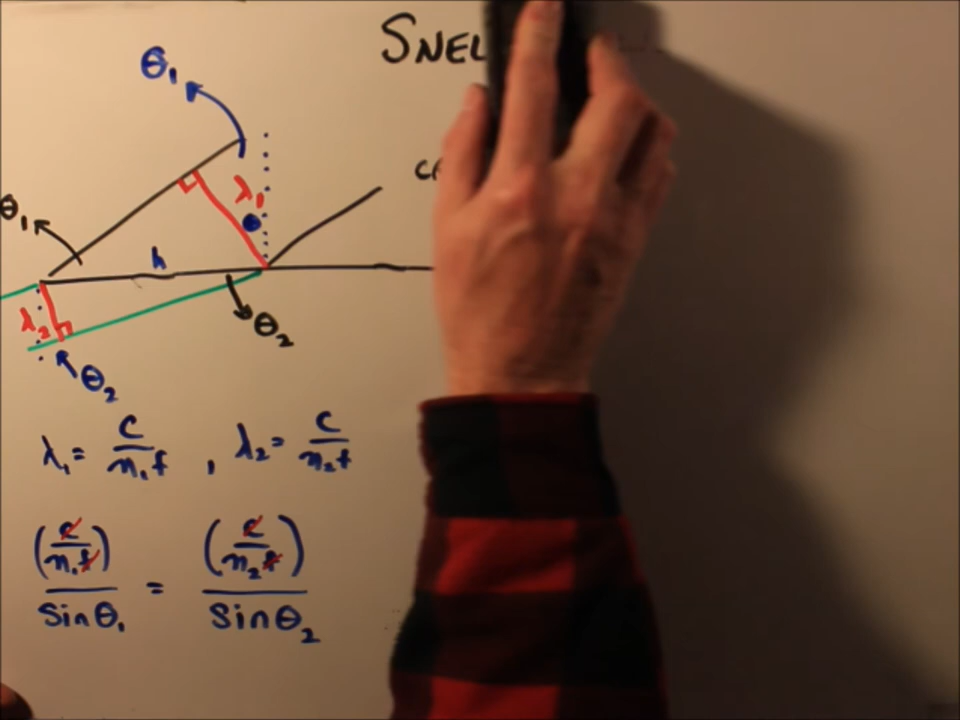 SNEL
θ₁
λ₁
θ₁
h
λ₂
θ₂
θ₂
λ₁ = c/(n₁f) , λ₂ = c/(n₂f)
(c/(n₁f))/sinθ₁ = (c/(n₂f))/sinθ₂